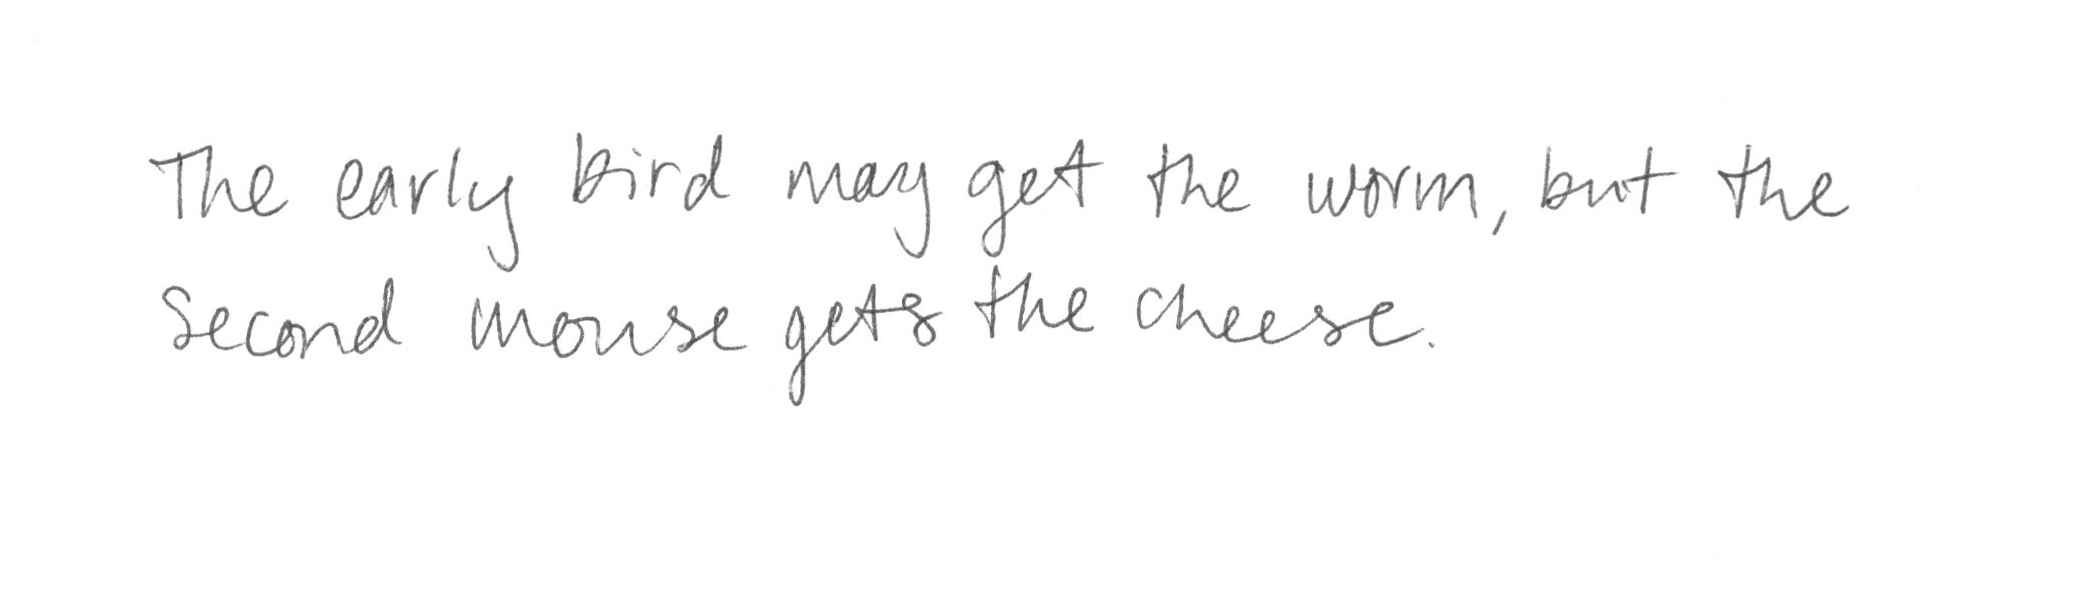 The early bird may get the worm, but the
second mouse gets the cheese.